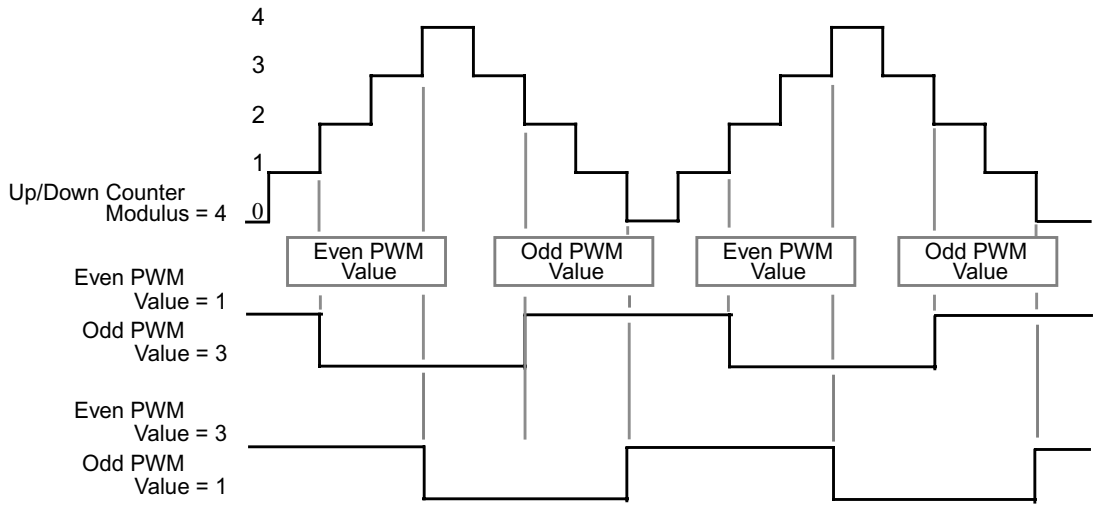 4
3
2
1
Up/Down Counter
Modulus = 4
0
Even PWM
Value
Odd PWM
Value
Even PWM
Value
Odd PWM
Value
Even PWM
Value = 1
Odd PWM
Value = 3
Even PWM
Value = 3
Odd PWM
Value = 1